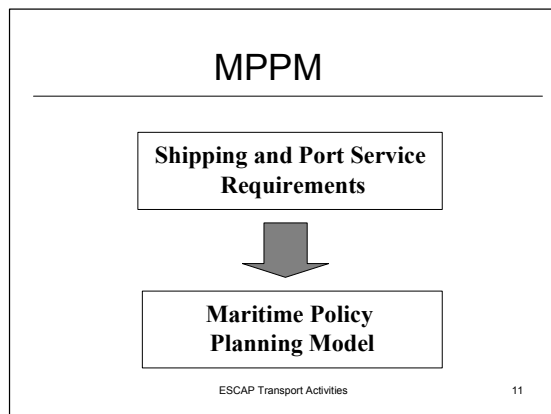 MPPM
Shipping and Port Service
Requirements
Maritime Policy
Planning Model
ESCAP Transport Activities
11